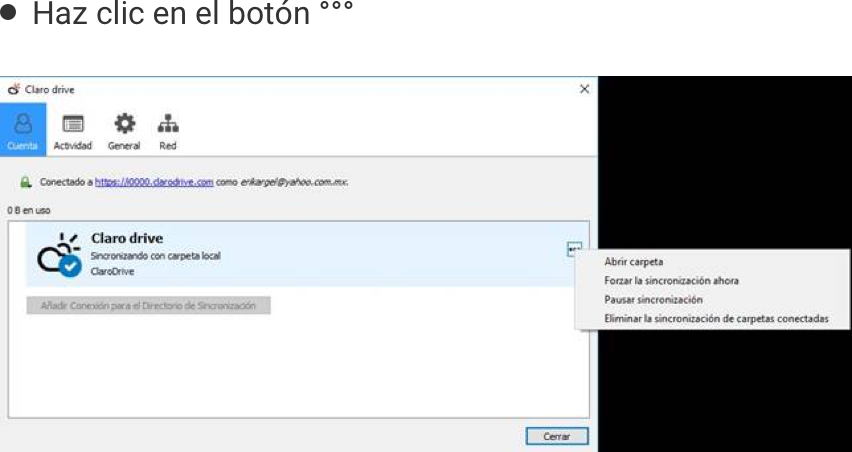 ● Haz clic en el botón °°°
Claro drive
Cuenta Actividad General Red
Conectado a https://i0000.clarodrive.com como erikargel@yahoo.com.mx.
0 B en uso
Claro drive
Sincronizando con carpeta local
ClaroDrive
Abrir carpeta
Forzar la sincronización ahora
Pausar sincronización
Eliminar la sincronización de carpetas conectadas
Añadir Conexión para el Directorio de Sincronización
Cerrar